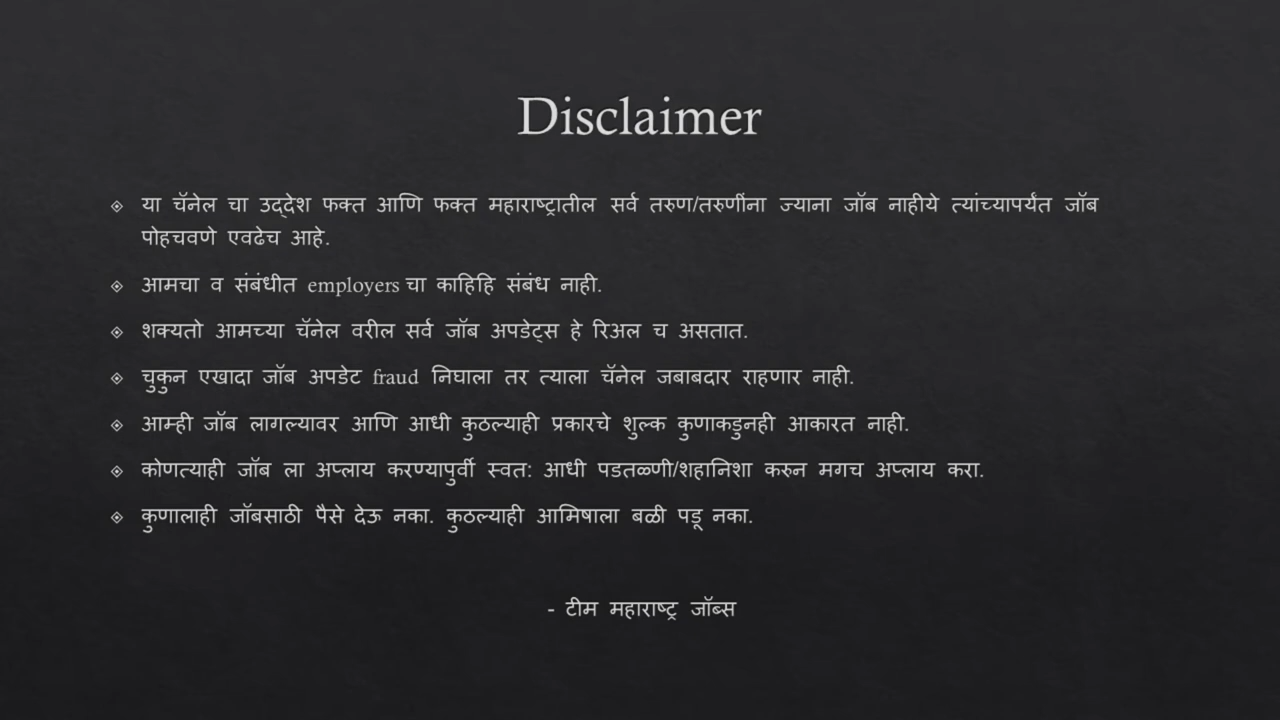 Disclaimer
या चॅनेल चा उद्देश फक्त आणि फक्त महाराष्ट्रातील सर्व तरुण/तरुणींना ज्याना जॉब नाहीये त्यांच्यापर्यंत जॉब
पोहचवणे एवढेच आहे.
आमचा व संबंधीत employers चा काहिहि संबंध नाही.
शक्यतो आमच्या चॅनेल वरील सर्व जॉब अपडेट्स हे रिअल च असतात.
चुकुन एखादा जॉब अपडेट fraud निघाला तर त्याला चॅनेल जबाबदार राहणार नाही.
आम्ही जॉब लागल्यावर आणि आधी कुठल्याही प्रकारचे शुल्क कुणाकडुनही आकारत नाही.
कोणत्याही जॉब ला अप्लाय करण्यापुर्वी स्वत: आधी पडतळणी/शहानिशा करुन मगच अप्लाय करा.
कुणालाही जॉबसाठी पैसे देऊ नका. कुठल्याही आमिषाला बळी पडू नका.
- टीम महाराष्ट्र जॉब्स